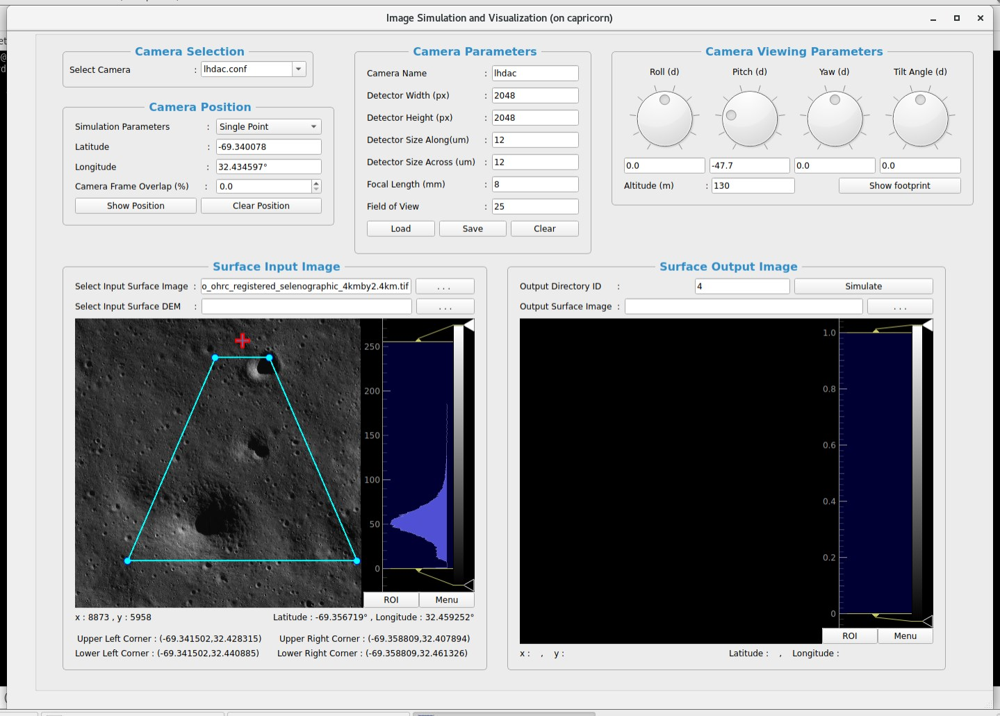 Image Simulation and Visualization (on capricorn)
Camera Selection
Select Camera : lhdac.conf
Camera Position
Simulation Parameters : Single Point
Latitude : -69.340078
Longitude : 32.434597°
Camera Frame Overlap (%) : 0.0
Show Position Clear Position
Camera Parameters
Camera Name : lhdac
Detector Width (px) : 2048
Detector Height (px) : 2048
Detector Size Along(um) : 12
Detector Size Across (um) : 12
Focal Length (mm) : 8
Field of View : 25
Load Save Clear
Camera Viewing Parameters
Roll (d) Pitch (d) Yaw (d) Tilt Angle (d)
0.0 -47.7 0.0 0.0
Altitude (m) : 130 Show footprint
Surface Input Image
Select Input Surface Image : o_ohrc_registered_selenographic_4kmby2.4km.tif ...
Select Input Surface DEM : ...
250
200
150
100
50
0
ROI Menu
x : 8873 , y : 5958 Latitude : -69.356719° , Longitude : 32.459252°
Upper Left Corner : (-69.341502,32.428315) Upper Right Corner : (-69.358809,32.407894)
Lower Left Corner : (-69.341502,32.440885) Lower Right Corner : (-69.358809,32.461326)
Surface Output Image
Output Directory ID : 4 Simulate
Output Surface Image : ...
1.0
0.8
0.6
0.4
0.2
0
ROI Menu
x : , y : Latitude : , Longitude :